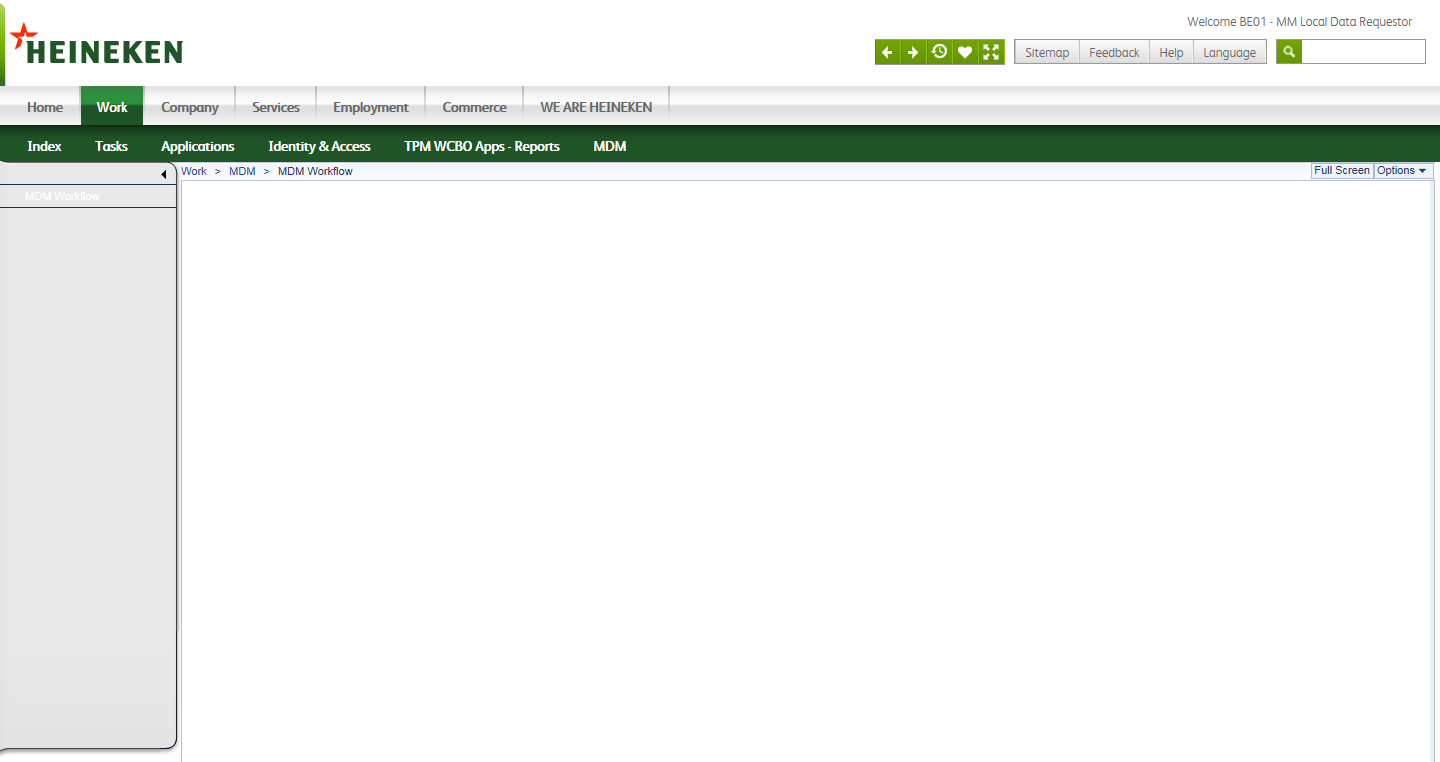 Welcome BE01 - MM Local Data Requestor
HEINEKEN
Sitemap Feedback Help Language
Home Work Company Services Employment Commerce WE ARE HEINEKEN
Index Tasks Applications Identity & Access TPM WCBO Apps - Reports MDM
Work > MDM > MDM Workflow Full Screen Options
MDM Workflow